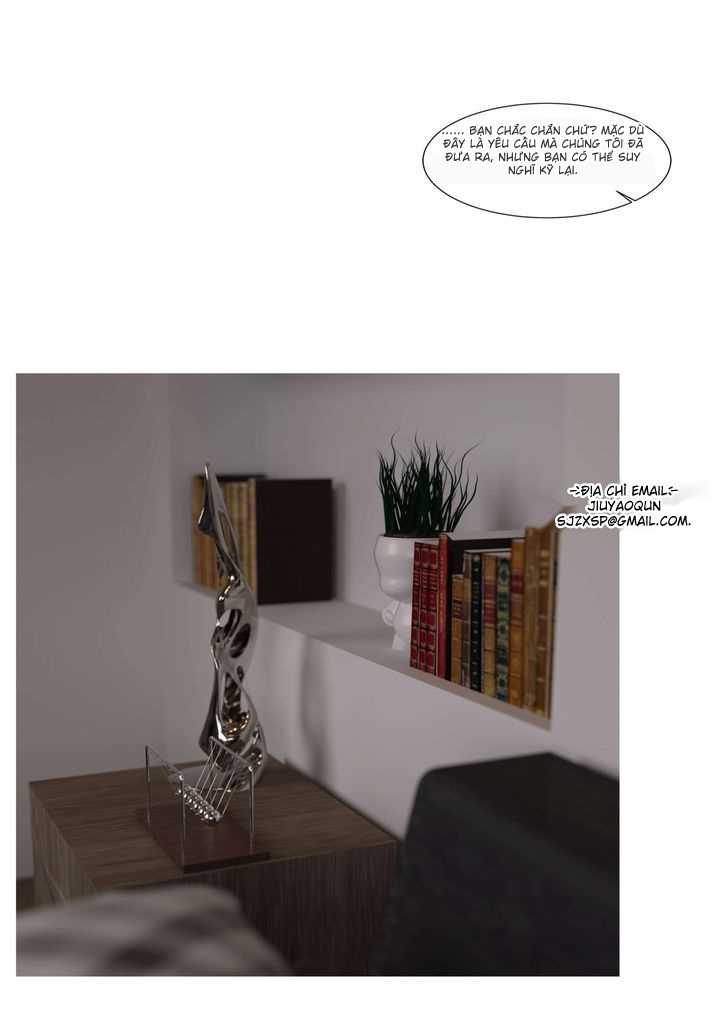 ...... BẠN CHẮC CHẮN CHỨ? MẶC DÙ
ĐÂY LÀ YÊU CẦU MÀ CHÚNG TÔI ĐÃ
ĐƯA RA, NHƯNG BẠN CÓ THỂ SUY
NGHĨ KỸ LẠI.
→ĐỊA CHỈ EMAIL←
JIUYAOQUN
SJZXSP@GMAIL.COM.